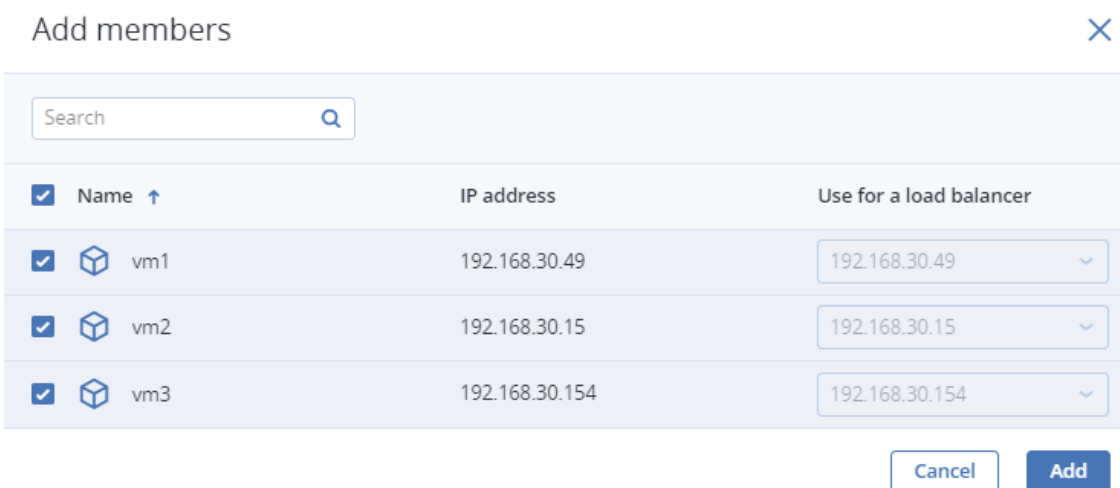 Add members
Search
Name IP address Use for a load balancer
vm1 192.168.30.49 192.168.30.49
vm2 192.168.30.15 192.168.30.15
vm3 192.168.30.154 192.168.30.154
Cancel Add